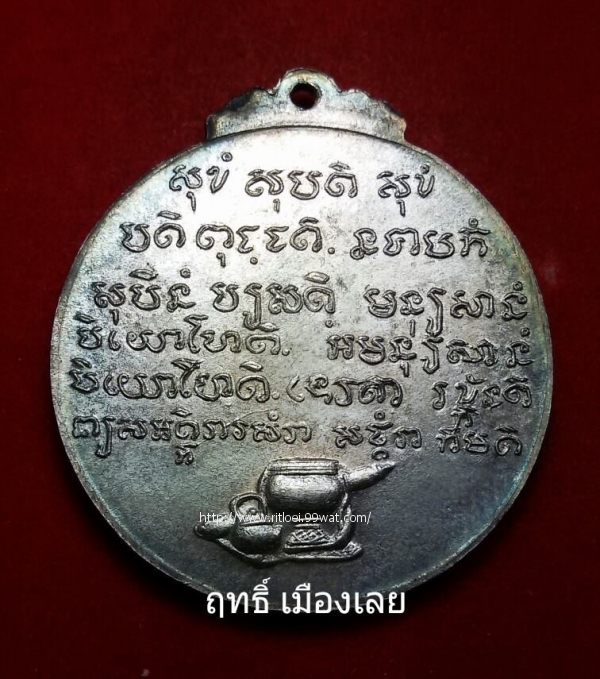 សុខំ សុបតិ សុខំ
បតិពុជ្ឈតិ. នបាបកំ
សុបិនំ បស្សតិ មនុស្សានំ
បិយោហោតិ. អមនុស្សានំ
បិយោហោតិ. ទេវតា រក្ខន្តិ
សត្ថំវា កមតិ
http://www.ritloei.99wat.com/
ฤทธิ์ เมืองเลย